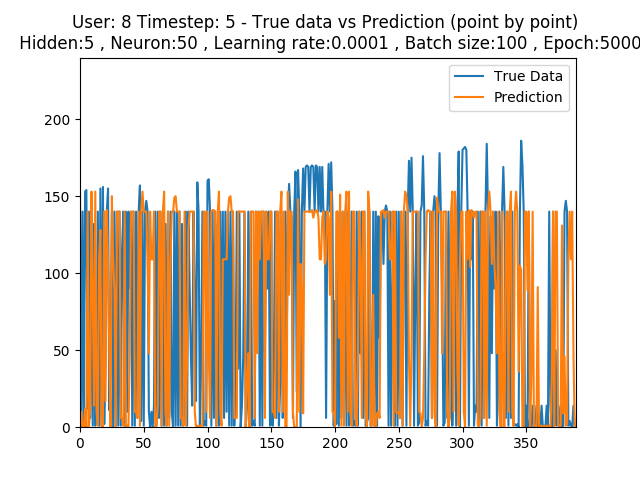 User: 8 Timestep: 5 - True data vs Prediction (point by point)
Hidden:5 , Neuron:50 , Learning rate:0.0001 , Batch size:100 , Epoch:5000
True Data
Prediction
200
150
100
50
0
0 50 100 150 200 250 300 350